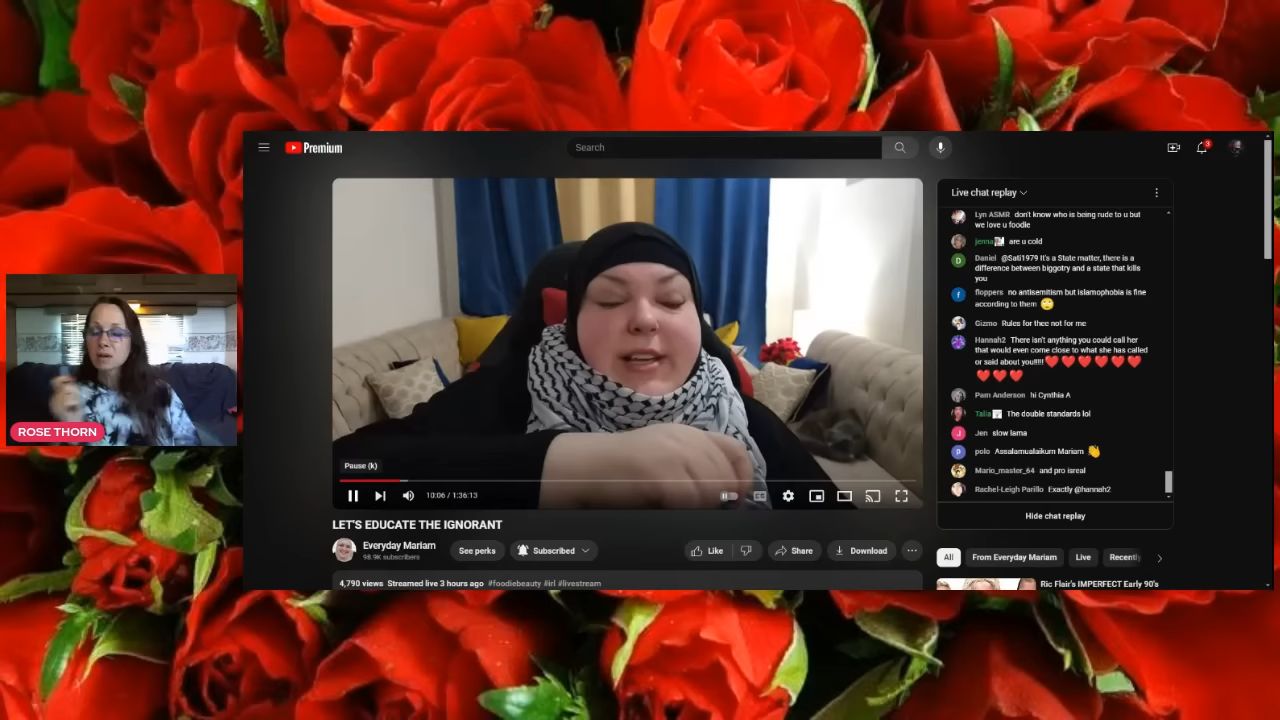 Premium
Search
3
Live chat replay
Lyn ASMR don't know who is being rude to u but
we love u foodie
jenna are u cold
D
Daniel @Sati1979 It's a State matter, there is a
difference between biggotry and a state that kills
you
f
floppers no antisemitism but islamophobia is fine
according to them
Gizmo Rules for thee not for me
Hannah2 There isn't anything you could call her
that would even come close to what she has called
or said about you!!!!!
Pam Anderson hi Cynthia A
Talia The double standards lol
J
Jen slow lama
polo Assalamualaikum Mariam
Mario_master_64 and pro isreal
Rachel-Leigh Parillo Exactly @hannah2
Hide chat replay
ROSE THORN
Pause (k)
10:06 / 1:36:13
LET'S EDUCATE THE IGNORANT
Everyday Mariam
98.9K subscribers
See perks
Subscribed
Like
Share
Download
4,790 views Streamed live 3 hours ago #foodiebeauty #irl #livestream
All
From Everyday Mariam
Live
Recently
Ric Flair's IMPERFECT Early 90's